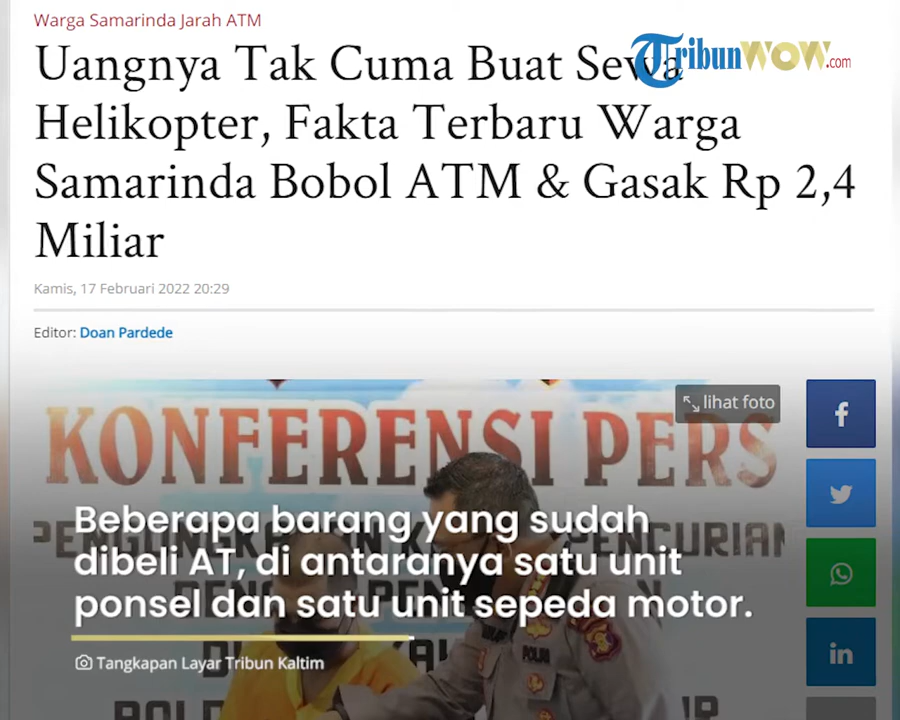 Warga Samarinda Jarah ATM
Uangnya Tak Cuma Buat Sewa
TribunWOW.com
Helikopter, Fakta Terbaru Warga
Samarinda Bobol ATM & Gasak Rp 2,4
Miliar
Kamis, 17 Februari 2022 20:29
Editor: Doan Pardede
lihat foto
KONFERENSI PERS
Beberapa barang yang sudah
dibeli AT, di antaranya satu unit
ponsel dan satu unit sepeda motor.
Tangkapan Layar Tribun Kaltim
POLRI